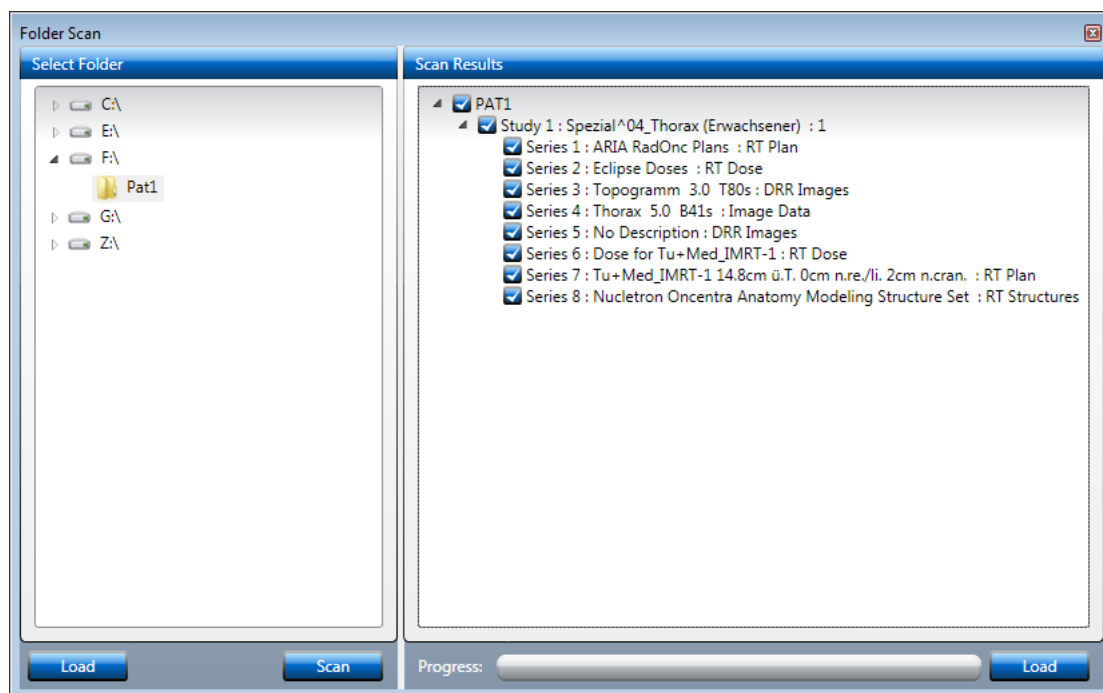 Folder Scan
Select Folder
C:\
E:\
F:\
Pat1
G:\
Z:\
Load
Scan
Scan Results
PAT1
Study 1 : Spezial^04_Thorax (Erwachsener)  : 1
Series 1 : ARIA RadOnc Plans  : RT Plan
Series 2 : Eclipse Doses  : RT Dose
Series 3 : Topogramm  3.0  T80s : DRR Images
Series 4 : Thorax  5.0  B41s  : Image Data
Series 5 : No Description : DRR Images
Series 6 : Dose for Tu+Med_IMRT-1 : RT Dose
Series 7 : Tu+Med_IMRT-1 14.8cm ü.T. 0cm n.re./li. 2cm n.cran.  : RT Plan
Series 8 : Nucletron Oncentra Anatomy Modeling Structure Set  : RT Structures
Progress:
Load